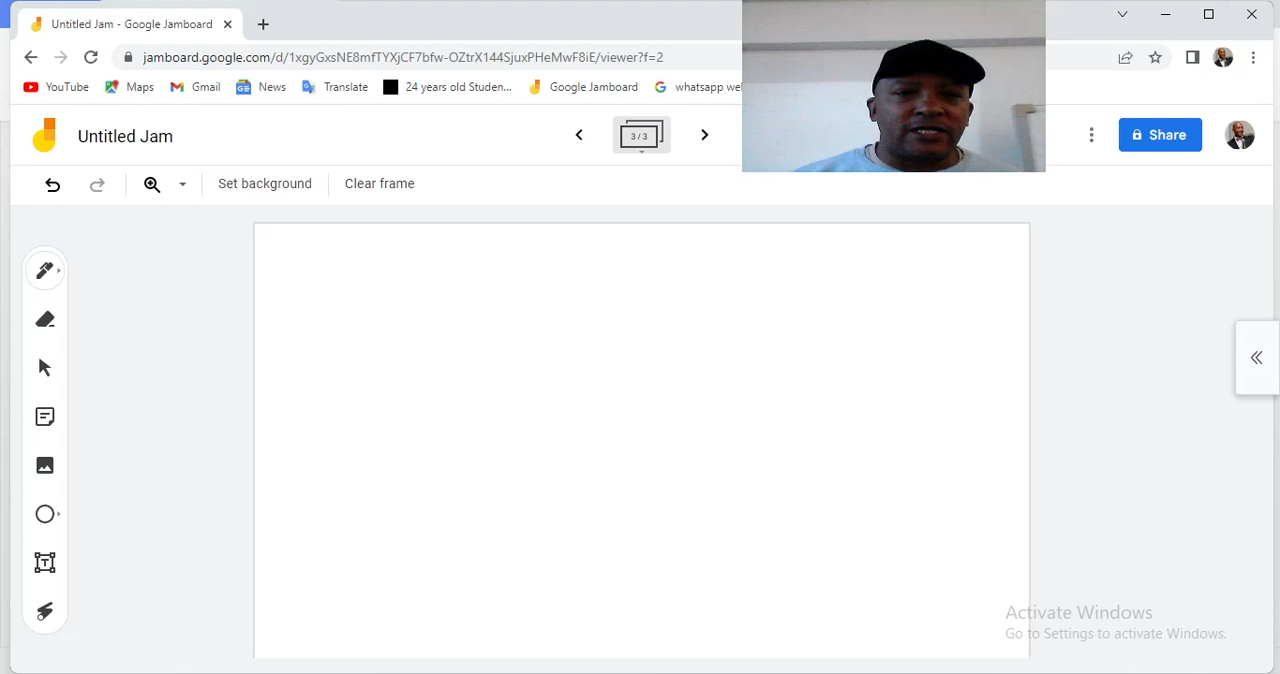 Untitled Jam - Google Jamboard
jamboard.google.com/d/1xgyGxsNE8mfTYXjCF7bfw-OZtrX144SjuxPHeMwF8iE/viewer?f=2
YouTube Maps Gmail News Translate 24 years old Studen... Google Jamboard whatsapp wel
Untitled Jam
3 / 3
Share
Set background Clear frame
Activate Windows
Go to Settings to activate Windows.